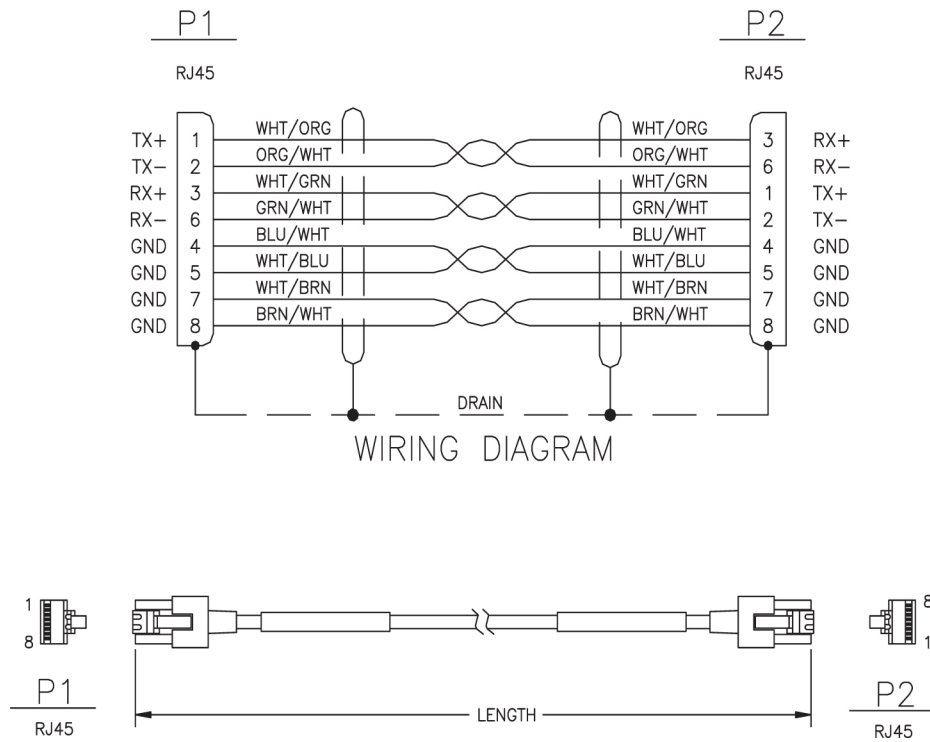 P1 P2
RJ45 RJ45
TX+ 1 WHT/ORG WHT/ORG 3 RX+
TX- 2 ORG/WHT ORG/WHT 6 RX-
RX+ 3 WHT/GRN WHT/GRN 1 TX+
RX- 6 GRN/WHT GRN/WHT 2 TX-
GND 4 BLU/WHT BLU/WHT 4 GND
GND 5 WHT/BLU WHT/BLU 5 GND
GND 7 WHT/BRN WHT/BRN 7 GND
GND 8 BRN/WHT BRN/WHT 8 GND
DRAIN
WIRING DIAGRAM
1 8
8 1
P1 P2
LENGTH
RJ45 RJ45